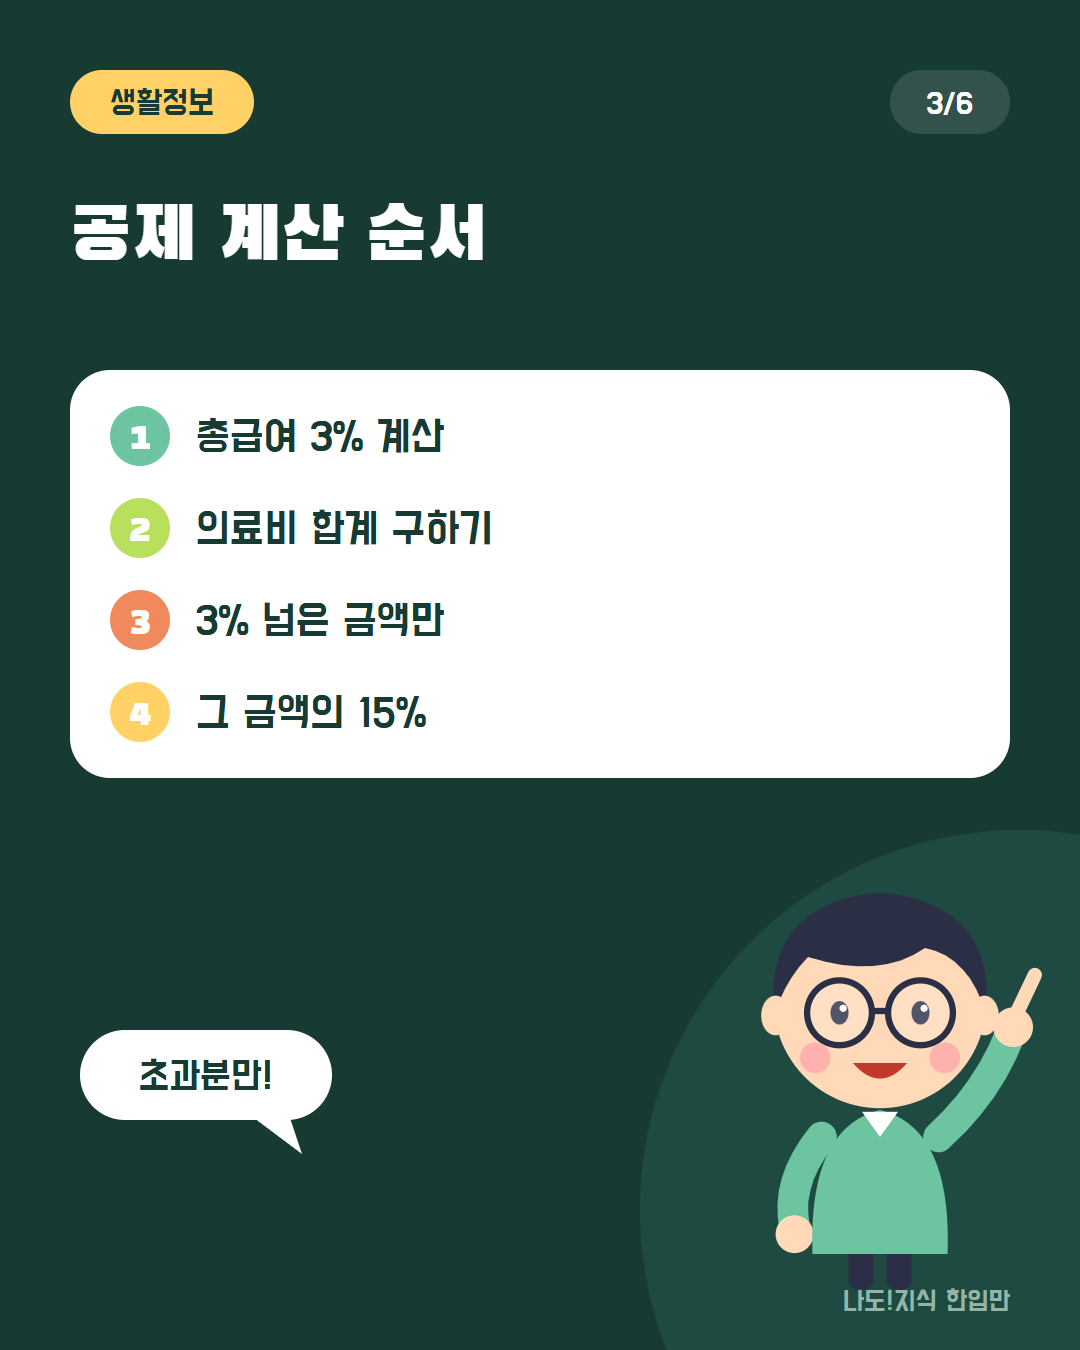 생활정보
3/6
공제 계산 순서
1 총급여 3% 계산
2 의료비 합계 구하기
3 3% 넘은 금액만
4 그 금액의 15%
초과분만!
나도!지식 한입만